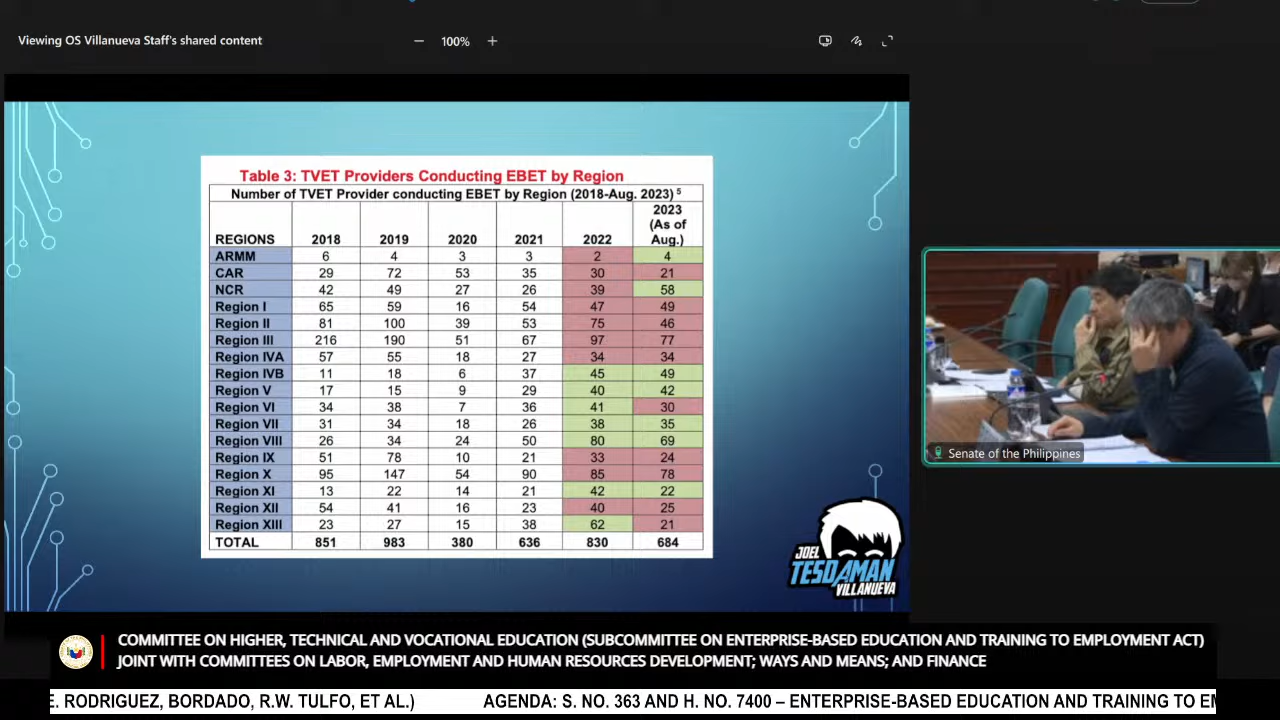 Viewing OS Villanueva Staff's shared content
100%
Table 3: TVET Providers Conducting EBET by Region
Number of TVET Provider conducting EBET by Region (2018-Aug. 2023) 5
REGIONS 2018 2019 2020 2021 2022 2023 (As of Aug.)
ARMM 6 4 3 3 2 4
CAR 29 72 53 35 30 21
NCR 42 49 27 26 39 58
Region I 65 59 16 54 47 49
Region II 81 100 39 53 75 46
Region III 216 190 51 67 97 77
Region IVA 57 55 18 27 34 34
Region IVB 11 18 6 37 45 49
Region V 17 15 9 29 40 42
Region VI 34 38 7 36 41 30
Region VII 31 34 18 26 38 35
Region VIII 26 34 24 50 80 69
Region IX 51 78 10 21 33 24
Region X 95 147 54 90 85 78
Region XI 13 22 14 21 42 22
Region XII 54 41 16 23 40 25
Region XIII 23 27 15 38 62 21
TOTAL 851 983 380 636 830 684
Senate of the Philippines
JOEL
TESDAMAN
VILLANUEVA
COMMITTEE ON HIGHER, TECHNICAL AND VOCATIONAL EDUCATION (SUBCOMMITTEE ON ENTERPRISE-BASED EDUCATION AND TRAINING TO EMPLOYMENT ACT)
JOINT WITH COMMITTEES ON LABOR, EMPLOYMENT AND HUMAN RESOURCES DEVELOPMENT; WAYS AND MEANS; AND FINANCE
E. RODRIGUEZ, BORDADO, R.W. TULFO, ET AL.) AGENDA: S. NO. 363 AND H. NO. 7400 – ENTERPRISE-BASED EDUCATION AND TRAINING TO EM